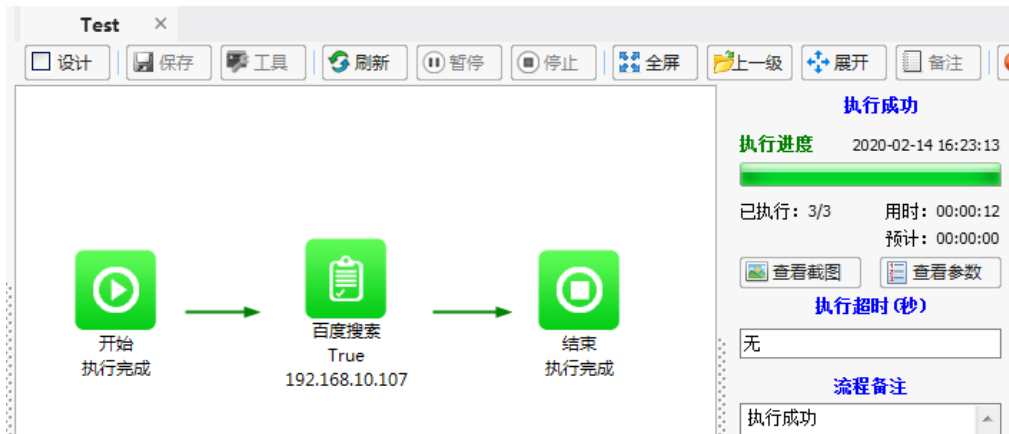 Test ×
设计 保存 工具 刷新 暂停 停止 全屏 上一级 展开 备注
执行成功
执行进度 2020-02-14 16:23:13
已执行：3/3 用时：00:00:12
预计：00:00:00
查看截图 查看参数
执行超时(秒)
无
流程备注
执行成功
开始
执行完成
百度搜索
True
192.168.10.107
结束
执行完成